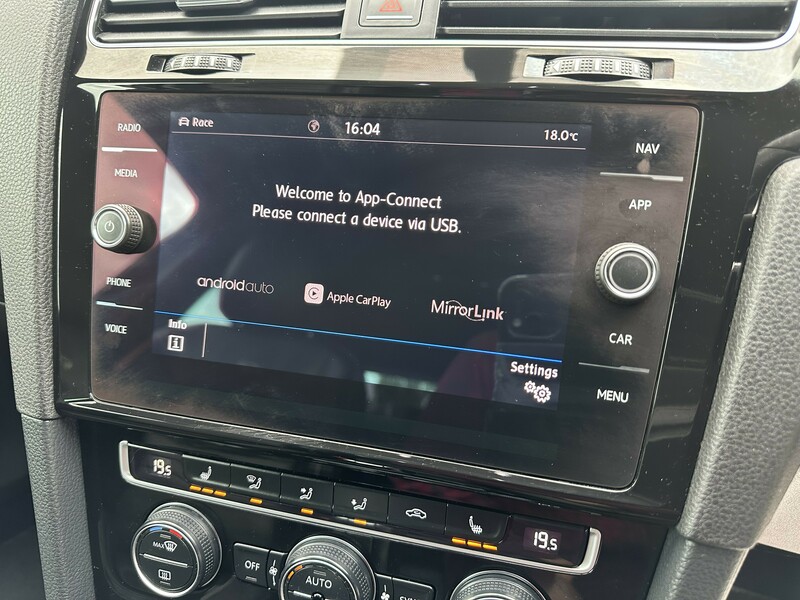 RADIO
MEDIA
PHONE
VOICE
Race
16:04
18.0°C
Welcome to App-Connect
Please connect a device via USB.
androidauto
Apple CarPlay
MirrorLink
Info
i
Settings
NAV
APP
CAR
MENU
19.5
19.5
MAX
OFF
AUTO